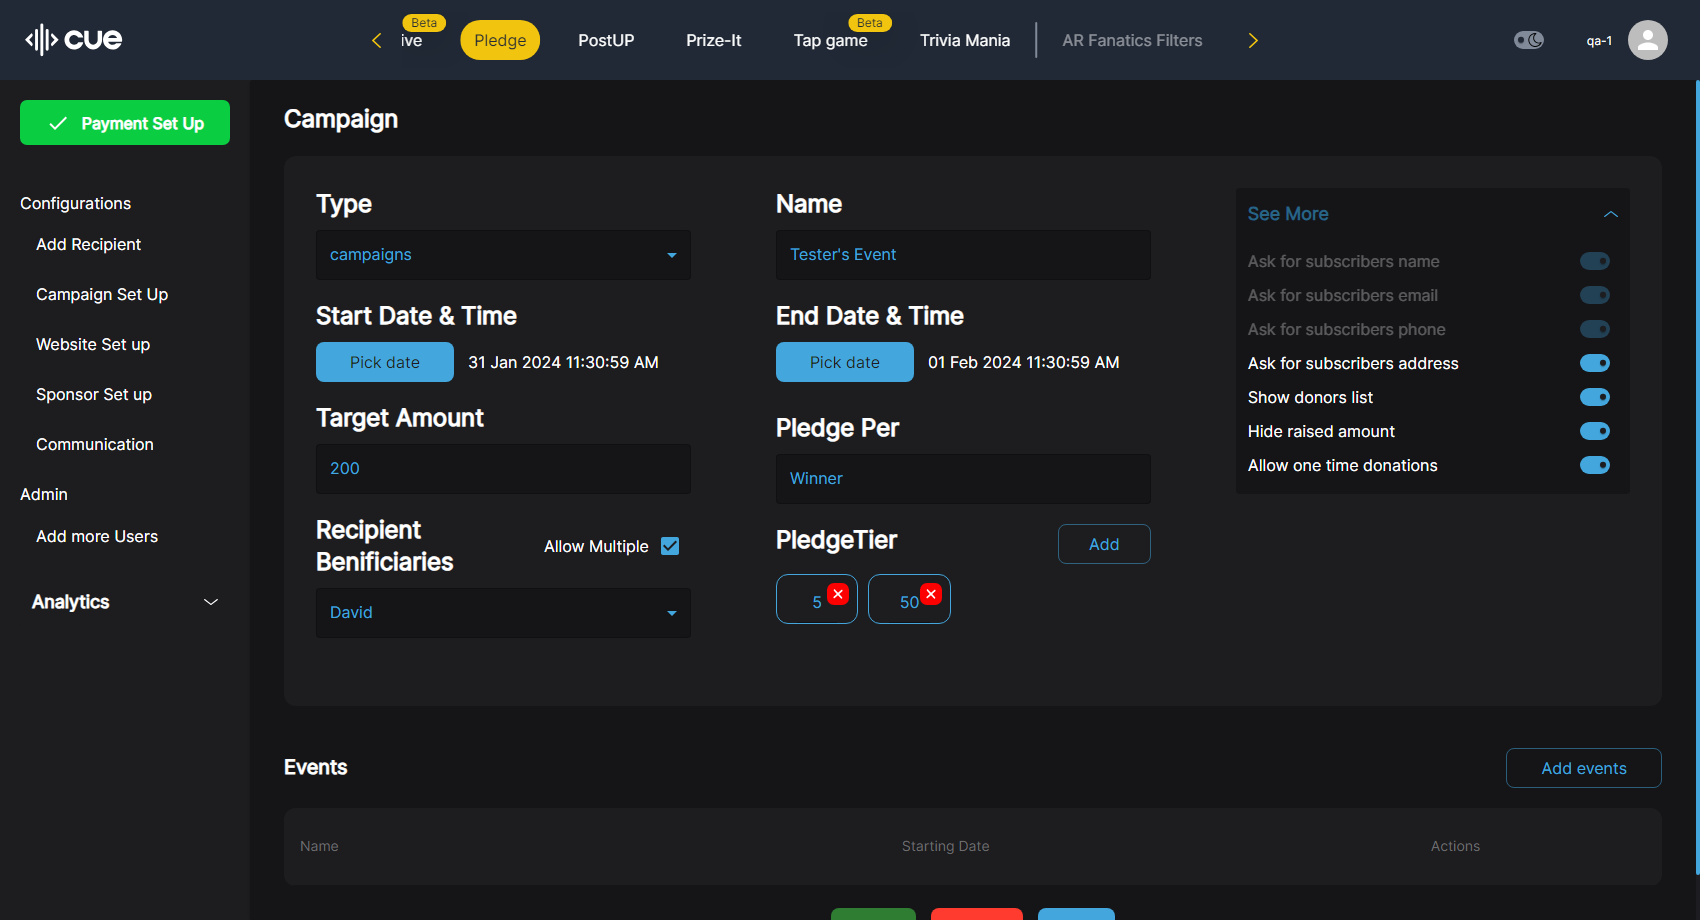 cue
ive
Beta
Pledge
PostUP
Prize-It
Tap game
Beta
Trivia Mania
AR Fanatics Filters
qa-1
Payment Set Up
Configurations
Add Recipient
Campaign Set Up
Website Set up
Sponsor Set up
Communication
Admin
Add more Users
Analytics
Campaign
Type
campaigns
Name
Tester's Event
Start Date & Time
Pick date 31 Jan 2024 11:30:59 AM
End Date & Time
Pick date 01 Feb 2024 11:30:59 AM
Target Amount
200
Pledge Per
Winner
Recipient
Benificiaries
Allow Multiple
David
PledgeTier
Add
5
50
See More
Ask for subscribers name
Ask for subscribers email
Ask for subscribers phone
Ask for subscribers address
Show donors list
Hide raised amount
Allow one time donations
Events
Add events
Name Starting Date Actions